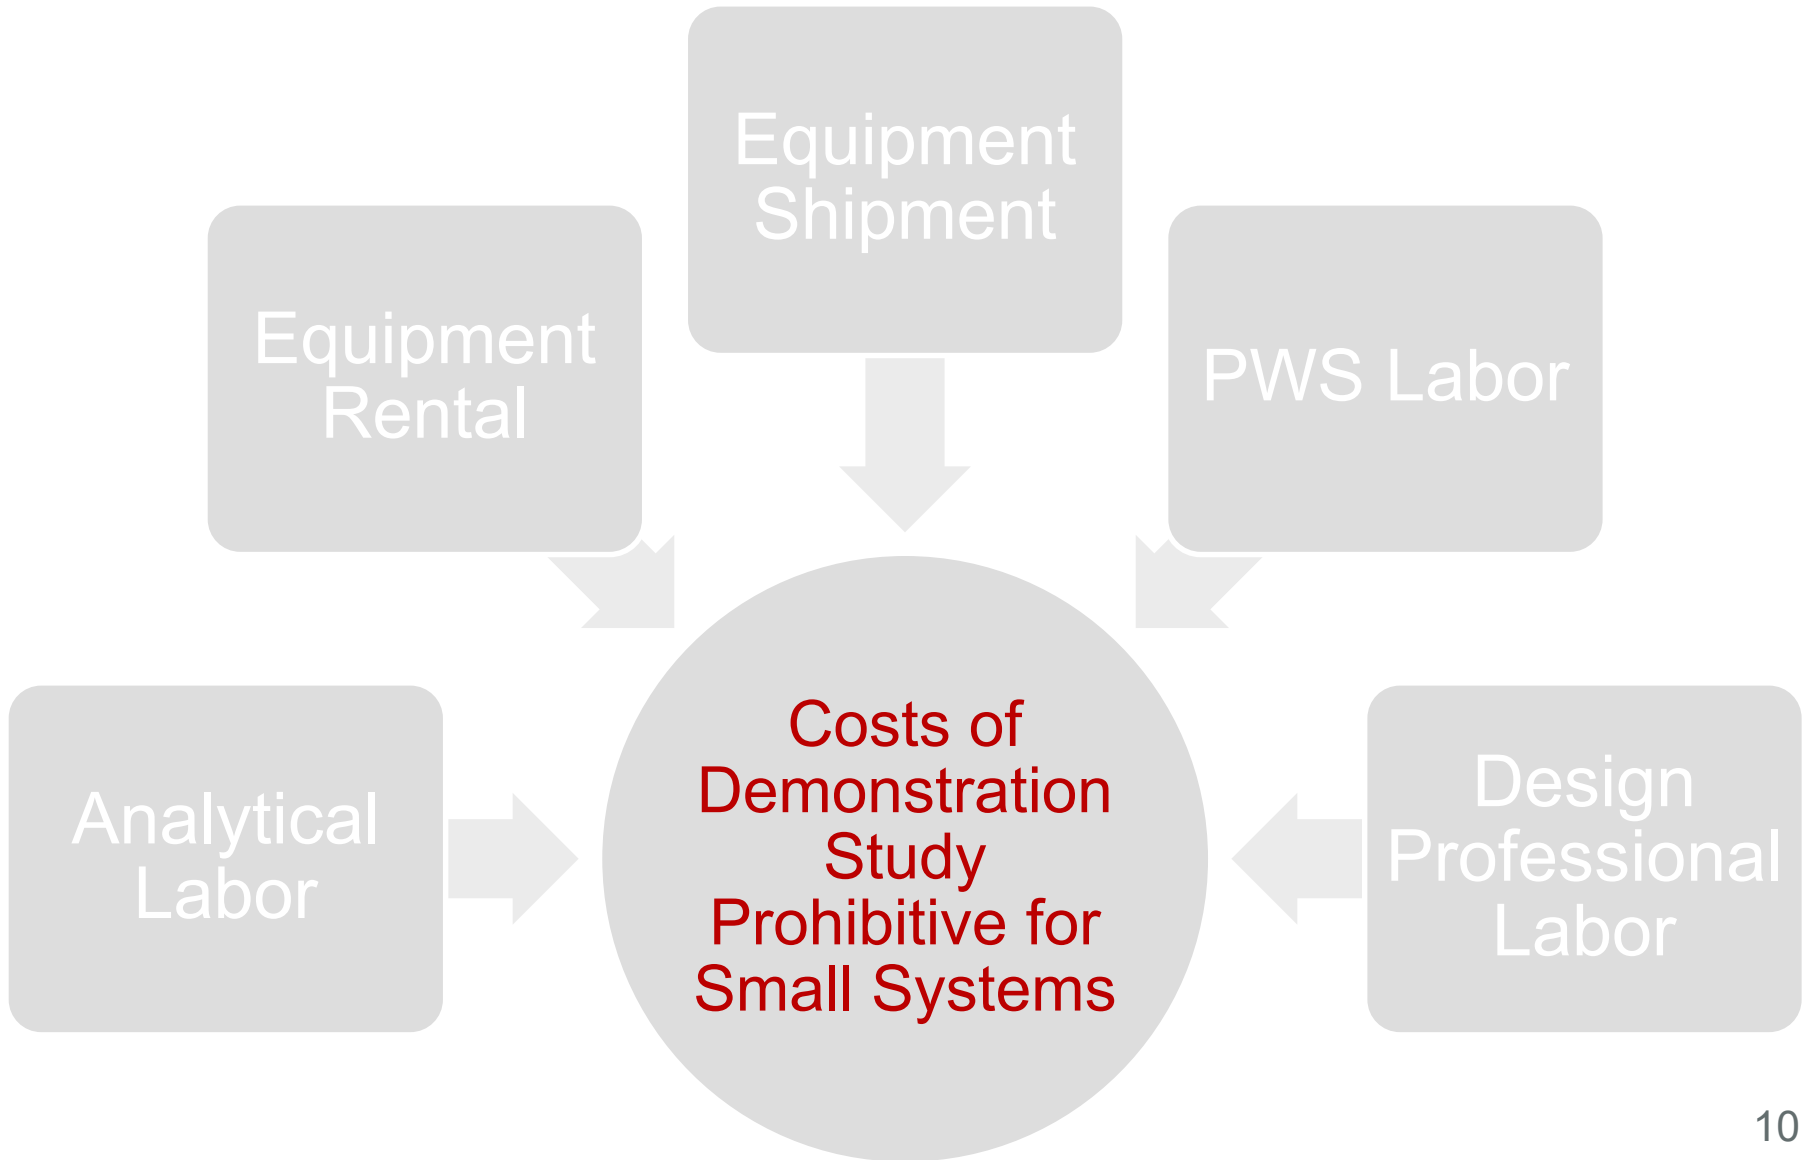 Equipment
Shipment
Equipment
Rental
PWS Labor
Analytical
Labor
Costs of
Demonstration
Study
Prohibitive for
Small Systems
Design
Professional
Labor
10